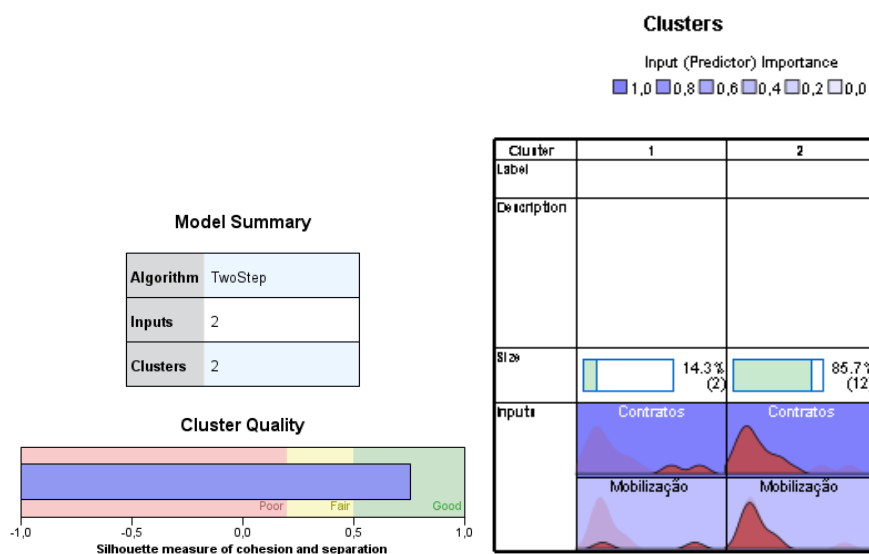 Clusters
Input (Predictor) Importance
1,0 0,8 0,6 0,4 0,2 0,0
Model Summary
Algorithm TwoStep
Inputs 2
Clusters 2
Cluster Quality
Poor Fair Good
-1,0 -0,5 0,0 0,5 1,0
Silhouette measure of cohesion and separation
Cluster 1 2
Label
Description
Size 14.3% (2) 85.7% (12)
Inputs Contratos Contratos
Mobilização Mobilização